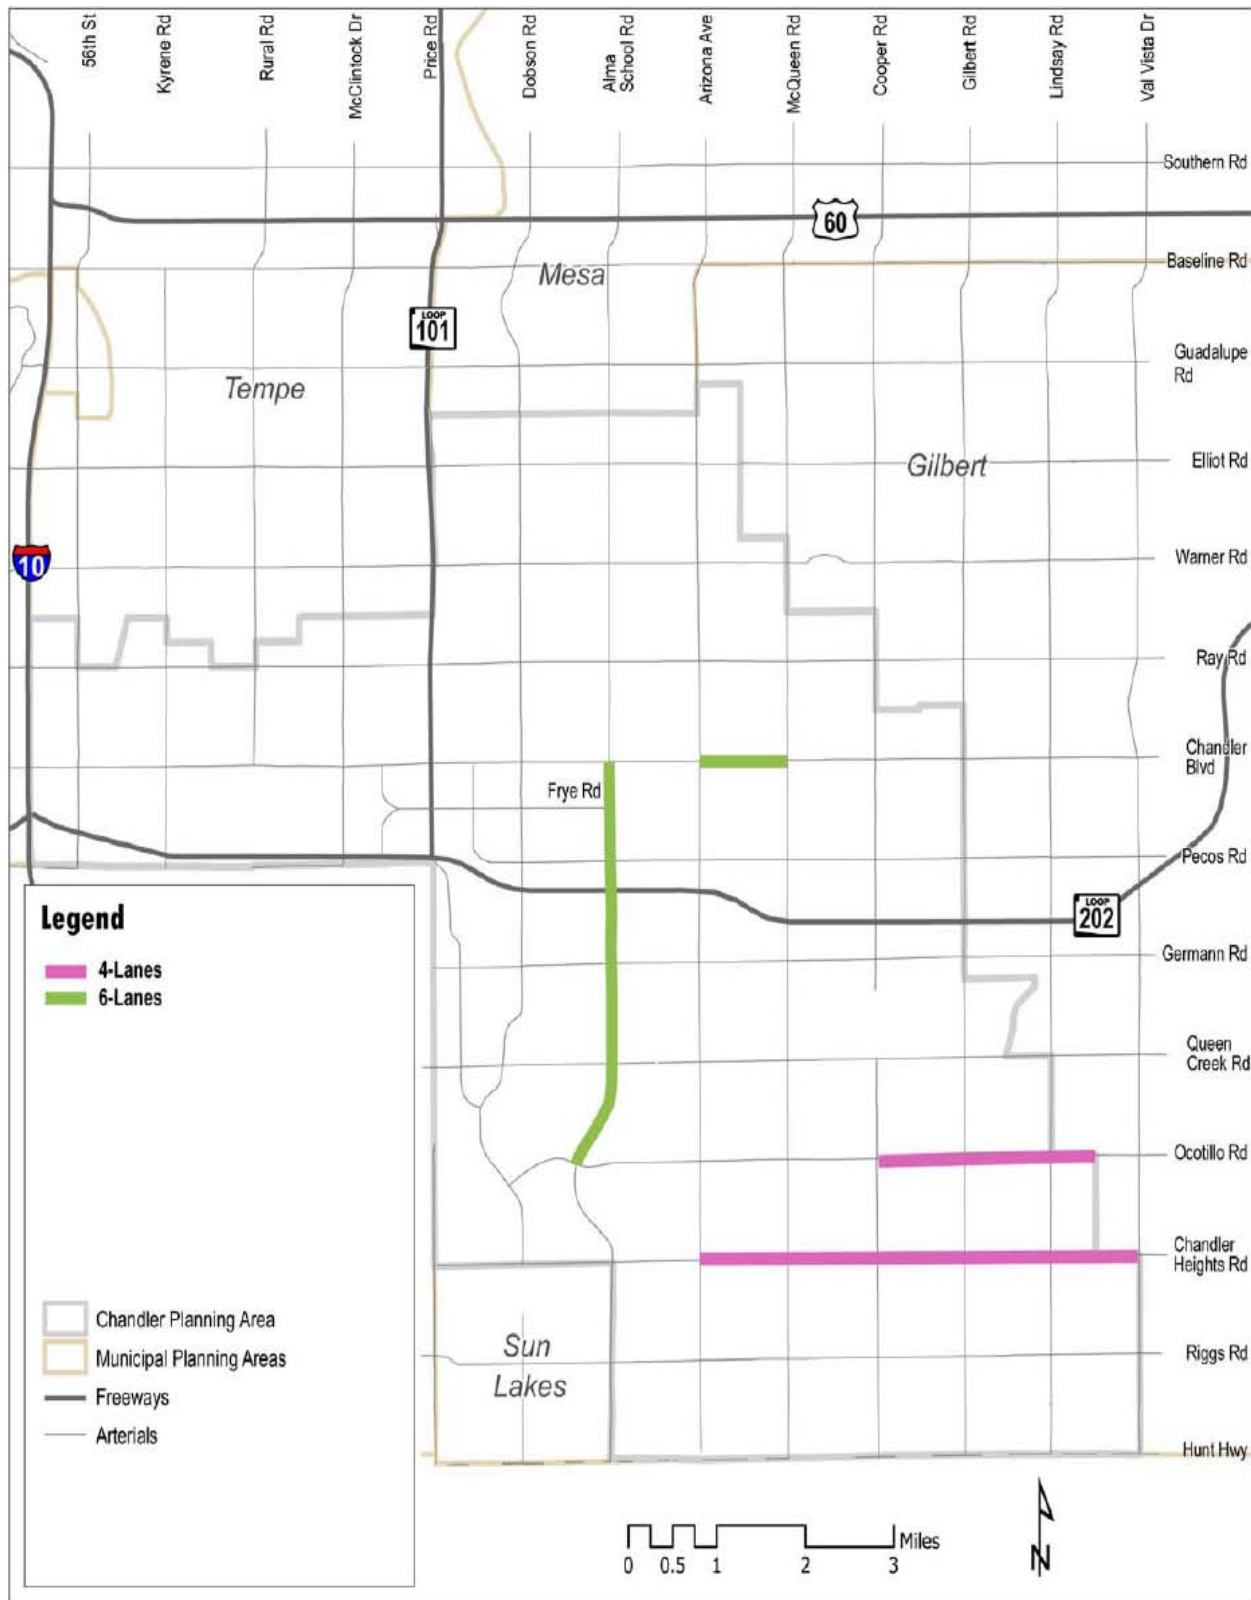 56th St
Kyrene Rd
Rural Rd
McClintock Dr
Price Rd
Dobson Rd
Alma
School Rd
Arizona Ave
McQueen Rd
Cooper Rd
Gilbert Rd
Lindsay Rd
Val Vista Dr
Southern Rd
60
Baseline Rd
Mesa
LOOP
101
Guadalupe
Rd
Tempe
Gilbert
Elliot Rd
10
Warner Rd
Ray Rd
Chandler
Blvd
Frye Rd
Pecos Rd
LOOP
202
Germann Rd
Queen
Creek Rd
Ocotillo Rd
Chandler
Heights Rd
Sun
Lakes
Riggs Rd
Hunt Hwy
Legend
4-Lanes
6-Lanes
Chandler Planning Area
Municipal Planning Areas
Freeways
Arterials
Miles
0 0.5 1 2 3
N